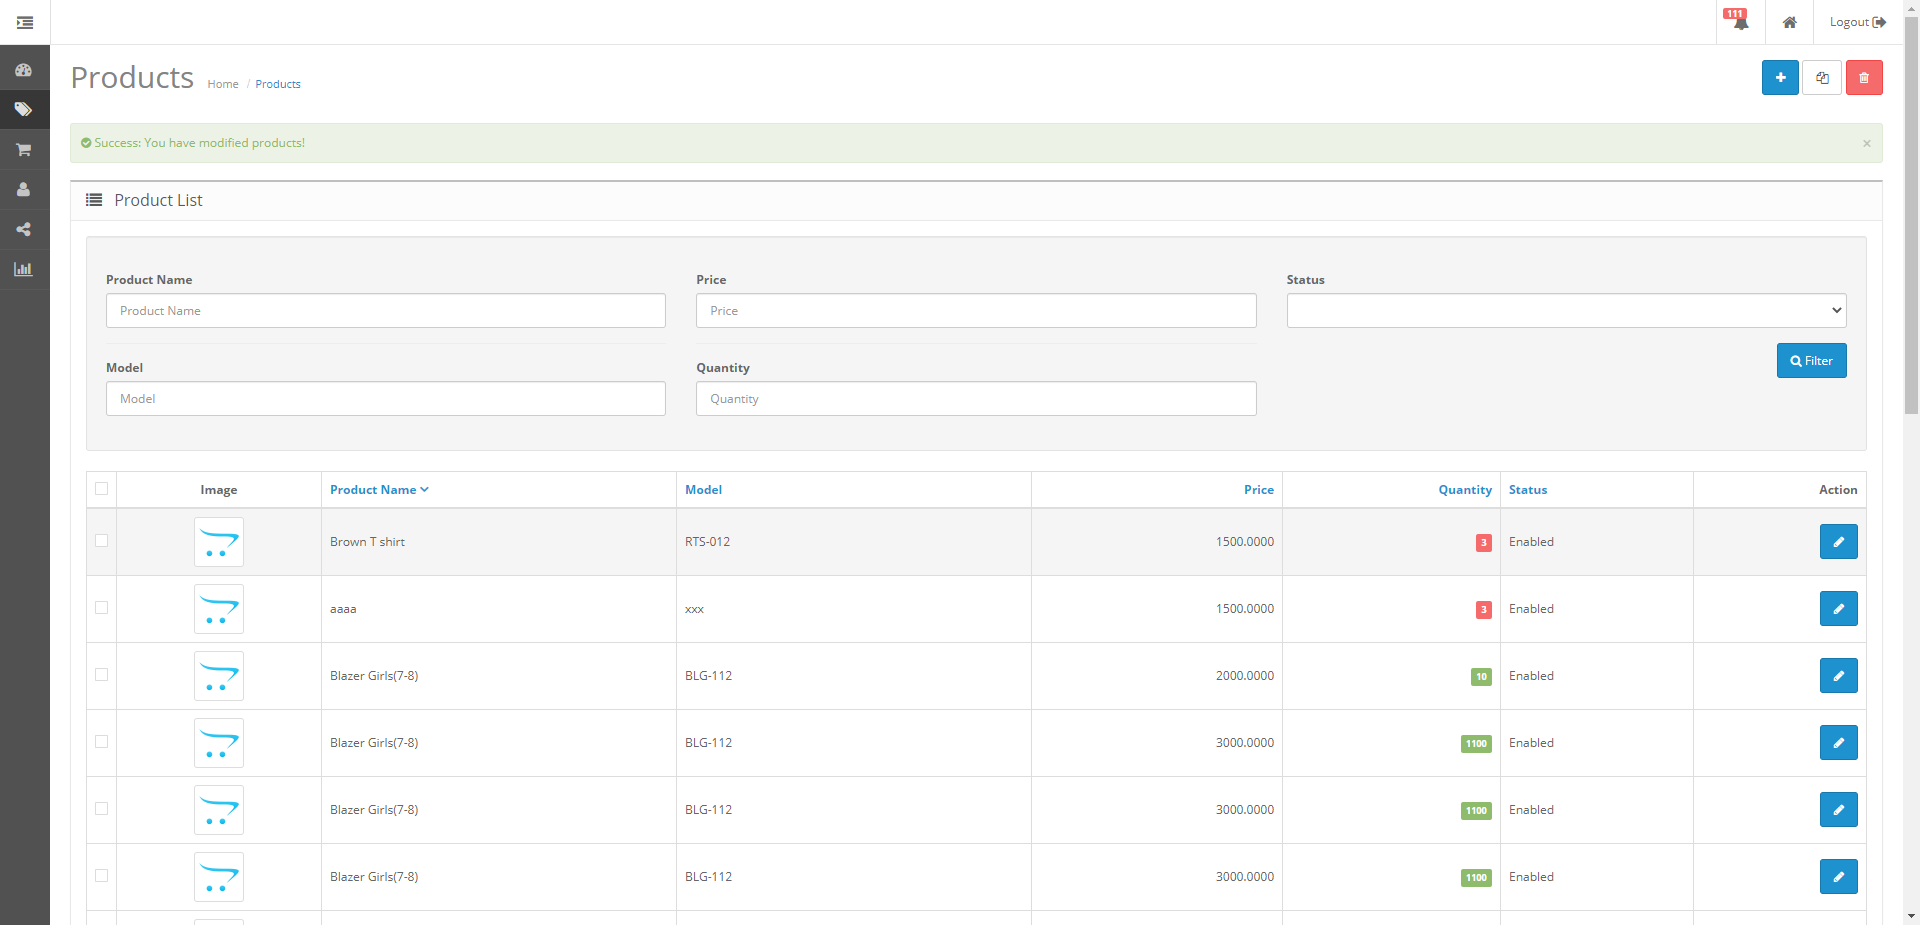 111
Logout
Products Home / Products
Success: You have modified products! ×
Product List
Product Name Price Status
Product Name Price
Filter
Model Quantity
Model Quantity
Image Product Name Model Price Quantity Status Action
Brown T shirt RTS-012 1500.0000 3 Enabled
aaaa xxx 1500.0000 3 Enabled
Blazer Girls(7-8) BLG-112 2000.0000 10 Enabled
Blazer Girls(7-8) BLG-112 3000.0000 1100 Enabled
Blazer Girls(7-8) BLG-112 3000.0000 1100 Enabled
Blazer Girls(7-8) BLG-112 3000.0000 1100 Enabled